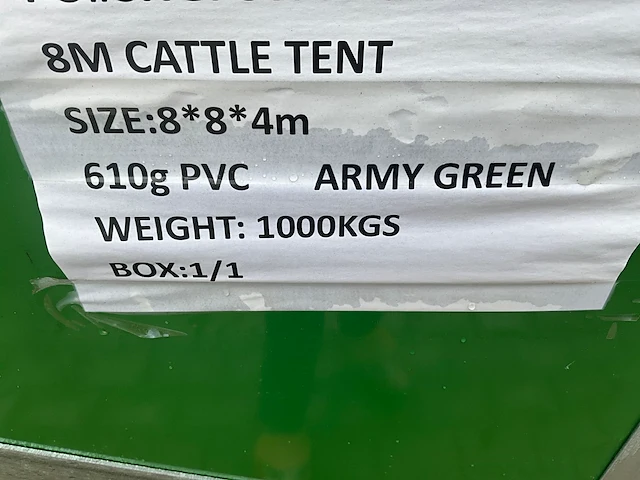 8M CATTLE TENT
SIZE:8*8*4m
610g PVC ARMY GREEN
WEIGHT: 1000KGS
BOX:1/1